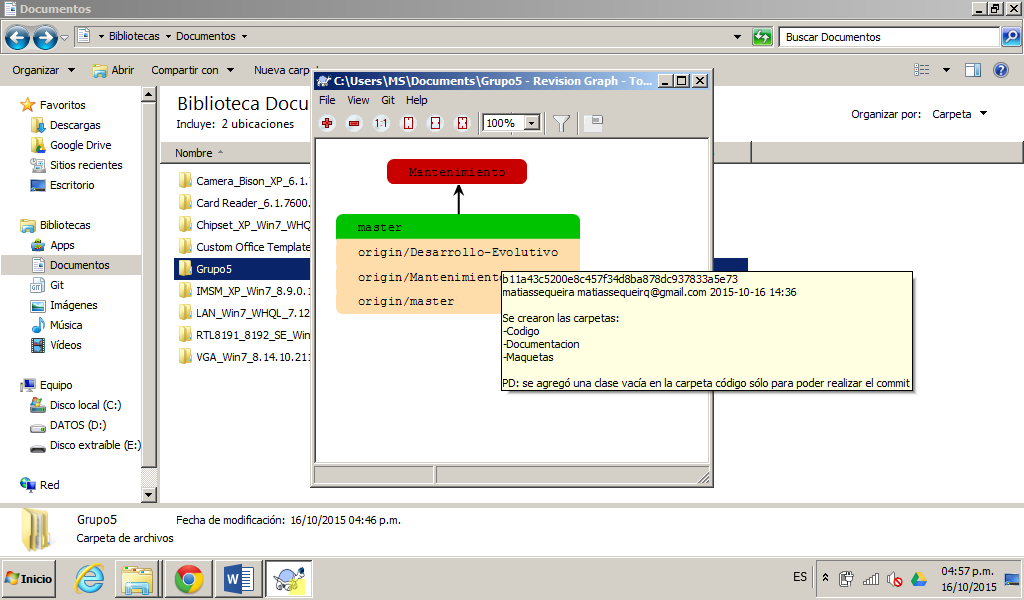 Documentos
Bibliotecas
Documentos
Buscar Documentos
Organizar
Abrir
Compartir con
Nueva carp
Favoritos
Descargas
Google Drive
Sitios recientes
Escritorio
Bibliotecas
Apps
Documentos
Git
Imágenes
Música
Vídeos
Equipo
Disco local (C:)
DATOS (D:)
Disco extraíble (E:)
Red
Biblioteca Docu
Incluye: 2 ubicaciones
Organizar por: Carpeta
Nombre
Camera_Bison_XP_6.1.
Card Reader_6.1.7600.
Chipset_XP_Win7_WHQ
Custom Office Template
Grupo5
IMSM_XP_Win7_8.9.0.
LAN_Win7_WHQL_7.12
RTL8191_8192_SE_Win
VGA_Win7_8.14.10.211
C:\Users\MS\Documents\Grupo5 - Revision Graph - To...
File View Git Help
1:1
100%
Mantenimiento
master
origin/Desarrollo-Evolutivo
origin/Mantenimiento
origin/master
b11a43c5200e8c457f34d8ba878dc937833a5e73
matiassequeira matiassequeirq@gmail.com 2015-10-16 14:36
Se crearon las carpetas:
-Codigo
-Documentacion
-Maquetas
PD: se agregó una clase vacía en la carpeta código sólo para poder realizar el commit
Grupo5
Fecha de modificación: 16/10/2015 04:46 p.m.
Carpeta de archivos
Inicio
ES
04:57 p.m.
16/10/2015